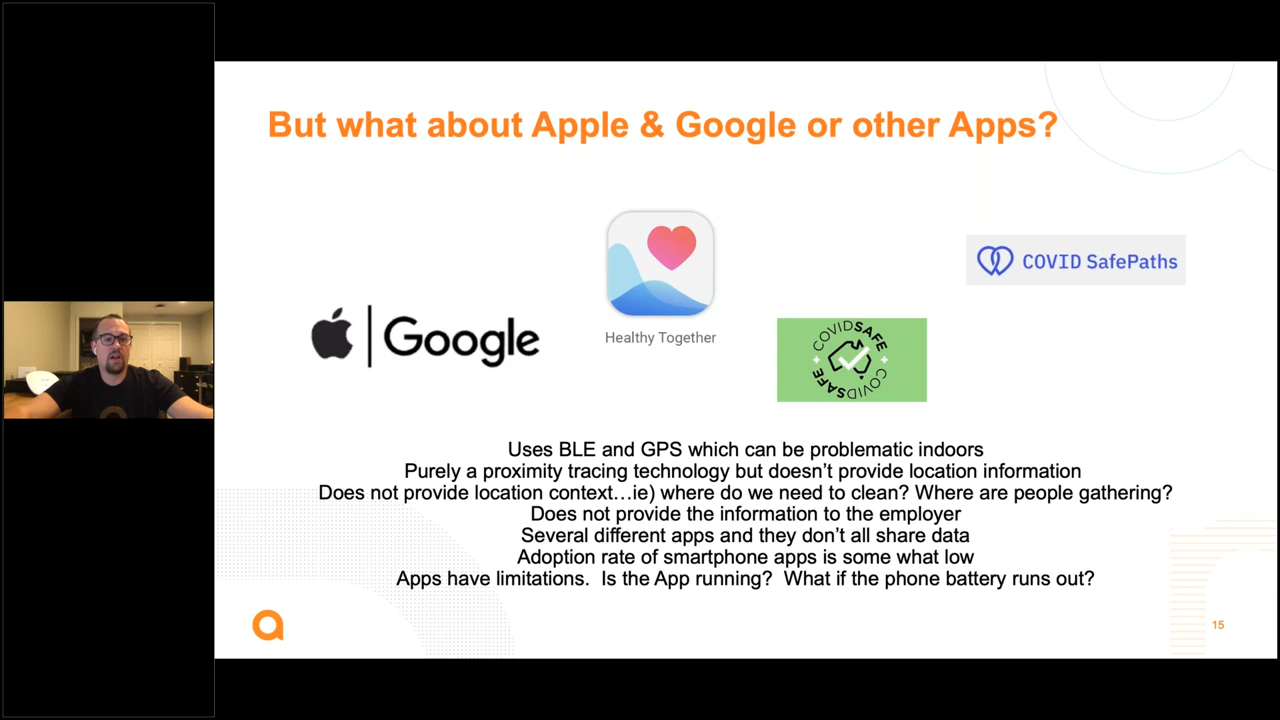 But what about Apple & Google or other Apps?
COVID SafePaths
Google
Healthy Together
COVIDSAFE
COVIDSAFE
Uses BLE and GPS which can be problematic indoors
Purely a proximity tracing technology but doesn’t provide location information
Does not provide location context…ie) where do we need to clean? Where are people gathering?
Does not provide the information to the employer
Several different apps and they don’t all share data
Adoption rate of smartphone apps is some what low
Apps have limitations.  Is the App running?  What if the phone battery runs out?
15